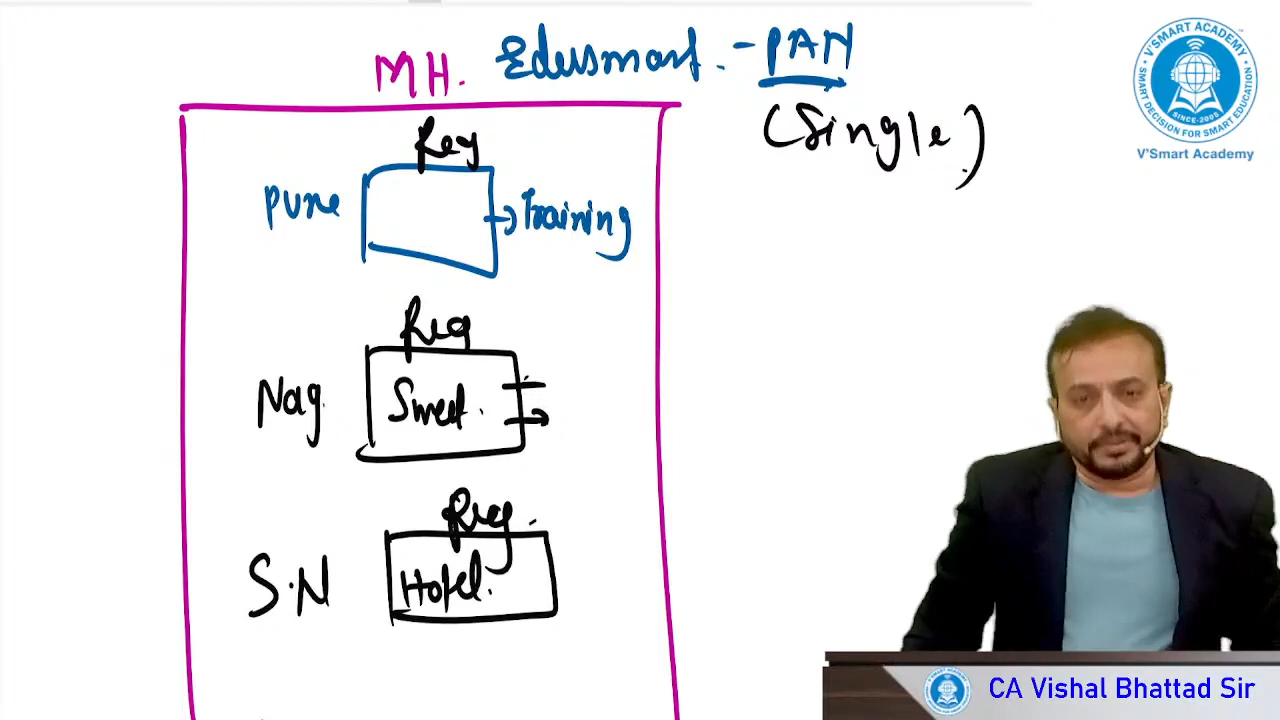 MH. Edusmart. - PAN
(Single)
Reg
Pune
Training
Reg
Nag.
Sweet.
Reg.
S.N
Hotel.
V'SMART ACADEMY
SMART DECISION FOR SMART EDUCATION
SINCE-2005
V'Smart Academy
CA Vishal Bhattad Sir